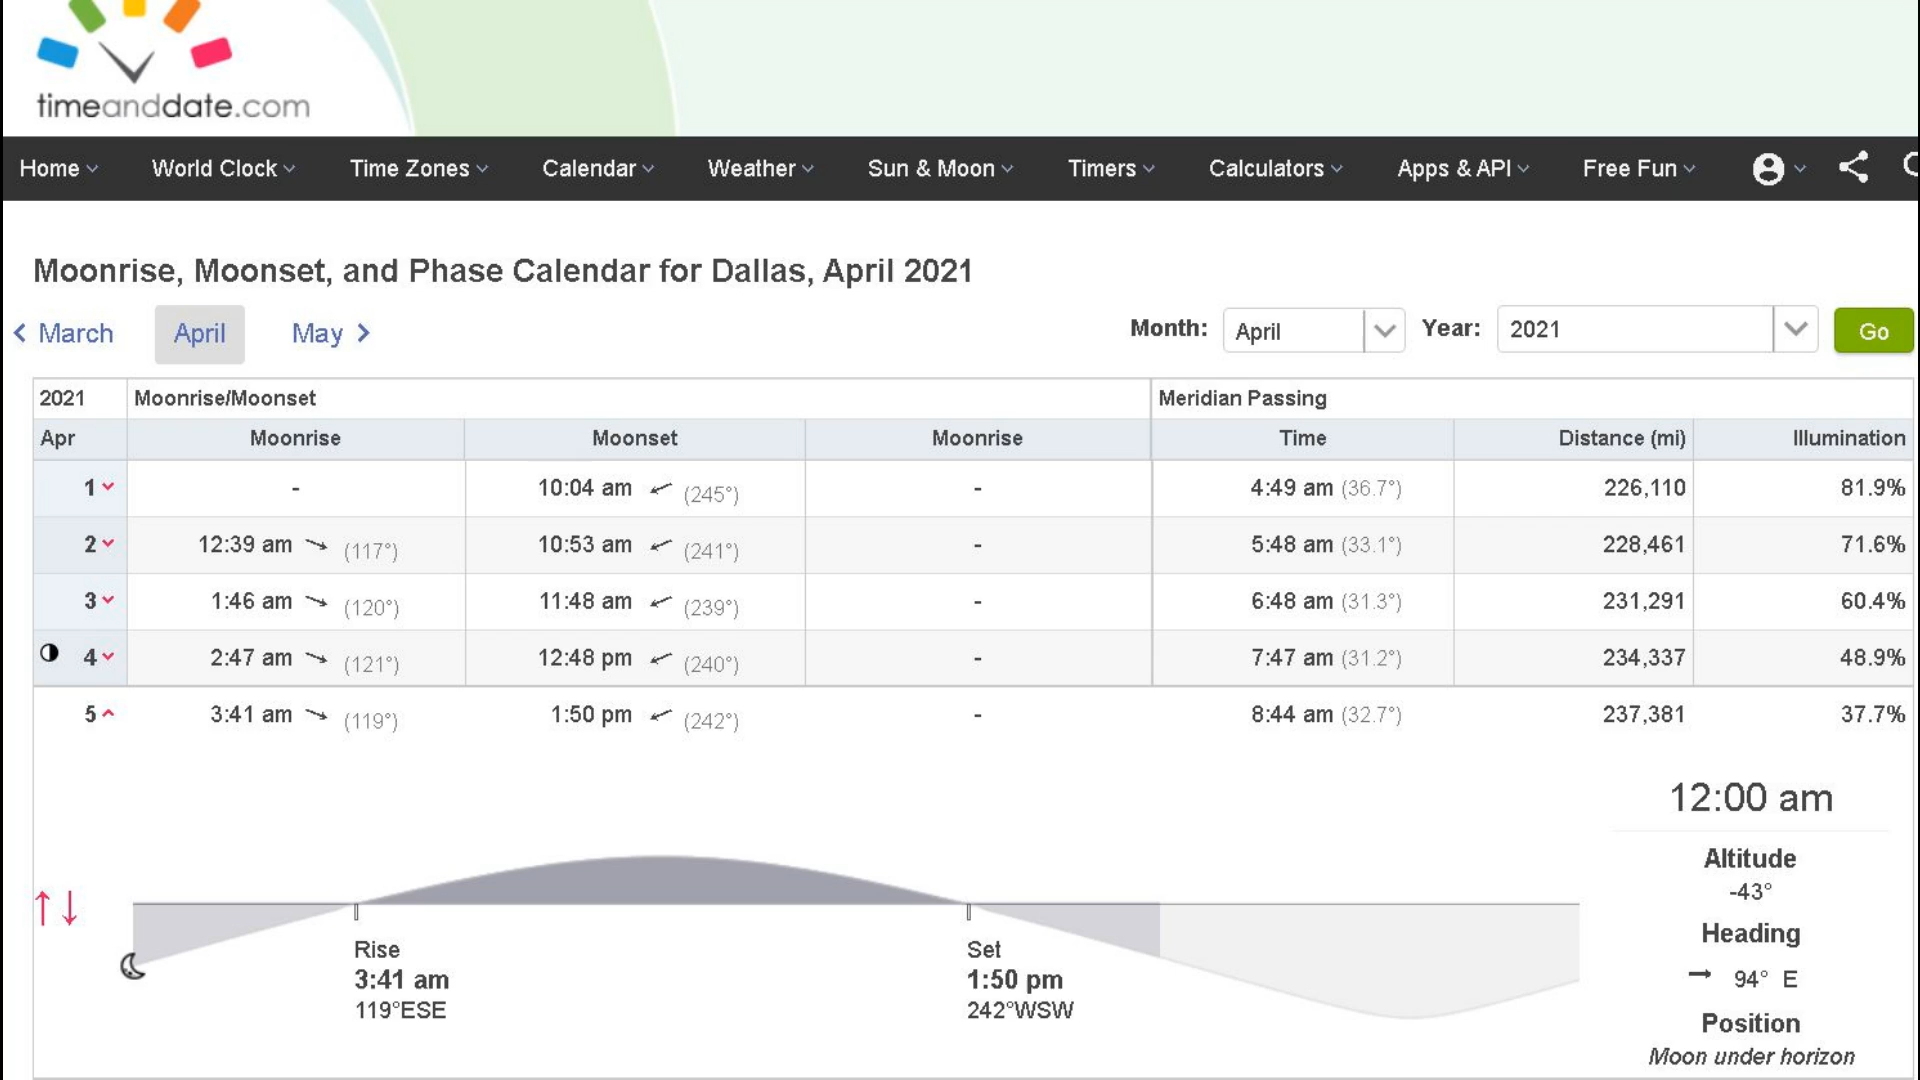 timeanddate.com
Home World Clock Time Zones Calendar Weather Sun & Moon Timers Calculators Apps & API Free Fun
Moonrise, Moonset, and Phase Calendar for Dallas, April 2021
March April May Month: April Year: 2021 Go
2021 Moonrise/Moonset Meridian Passing
Apr Moonrise Moonset Moonrise Time Distance (mi) Illumination
1 - 10:04 am (245°) - 4:49 am (36.7°) 226,110 81.9%
2 12:39 am (117°) 10:53 am (241°) - 5:48 am (33.1°) 228,461 71.6%
3 1:46 am (120°) 11:48 am (239°) - 6:48 am (31.3°) 231,291 60.4%
4 2:47 am (121°) 12:48 pm (240°) - 7:47 am (31.2°) 234,337 48.9%
5 3:41 am (119°) 1:50 pm (242°) - 8:44 am (32.7°) 237,381 37.7%
12:00 am
Altitude
-43°
Heading
94° E
Position
Moon under horizon
Rise
3:41 am
119°ESE
Set
1:50 pm
242°WSW